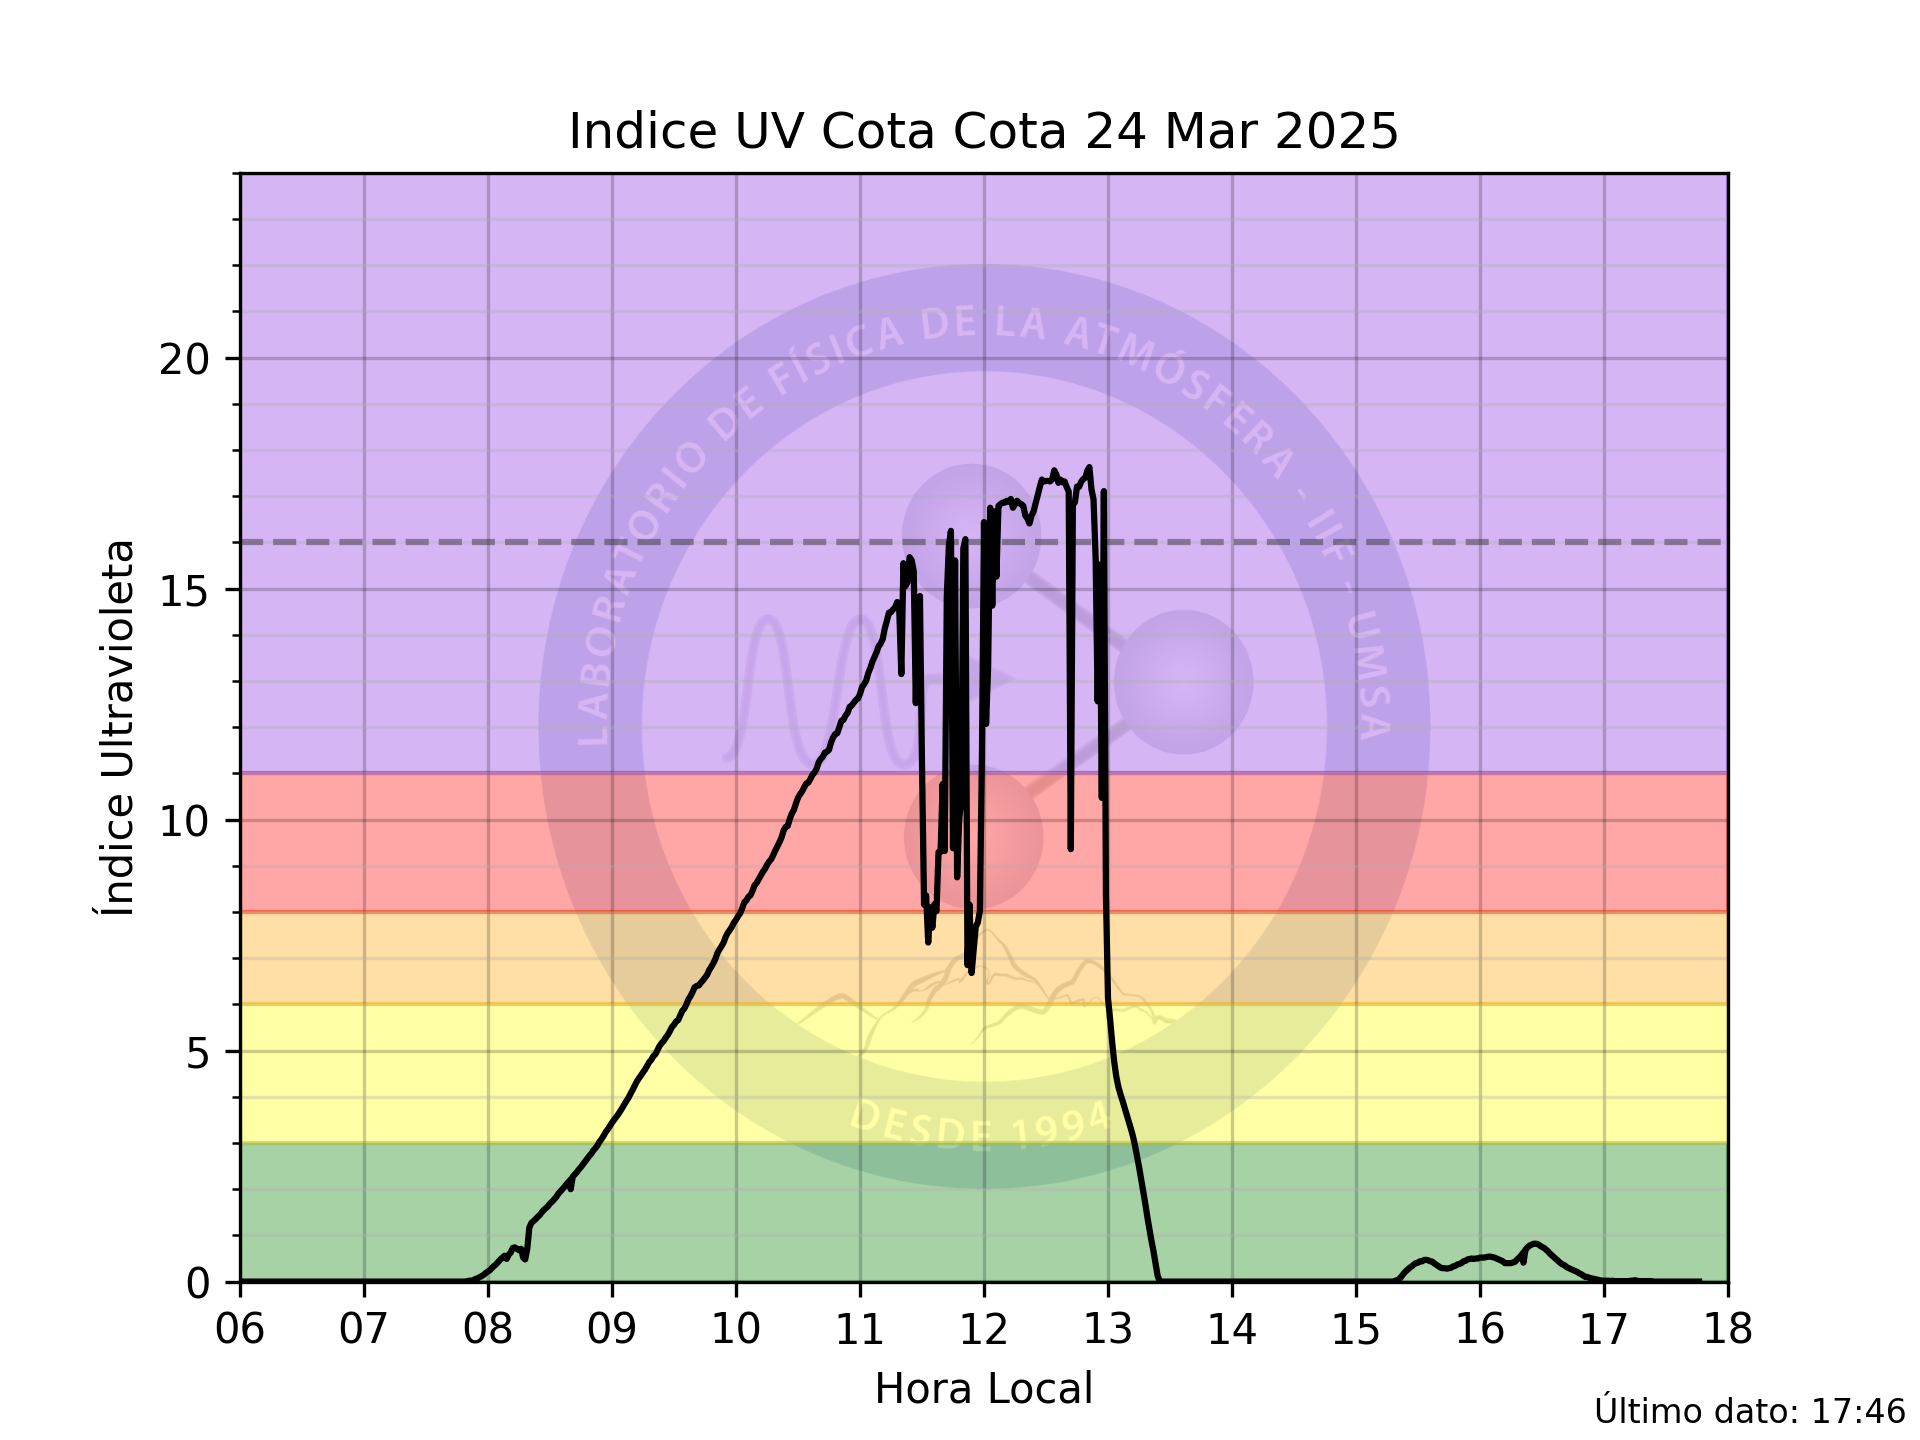 Indice UV Cota Cota 24 Mar 2025
LABORATORIO DE FÍSICA DE LA ATMÓSFERA - IIF - UMSA
DESDE 1994
Índice Ultravioleta
20
15
10
5
0
06 07 08 09 10 11 12 13 14 15 16 17 18
Hora Local
Último dato: 17:46